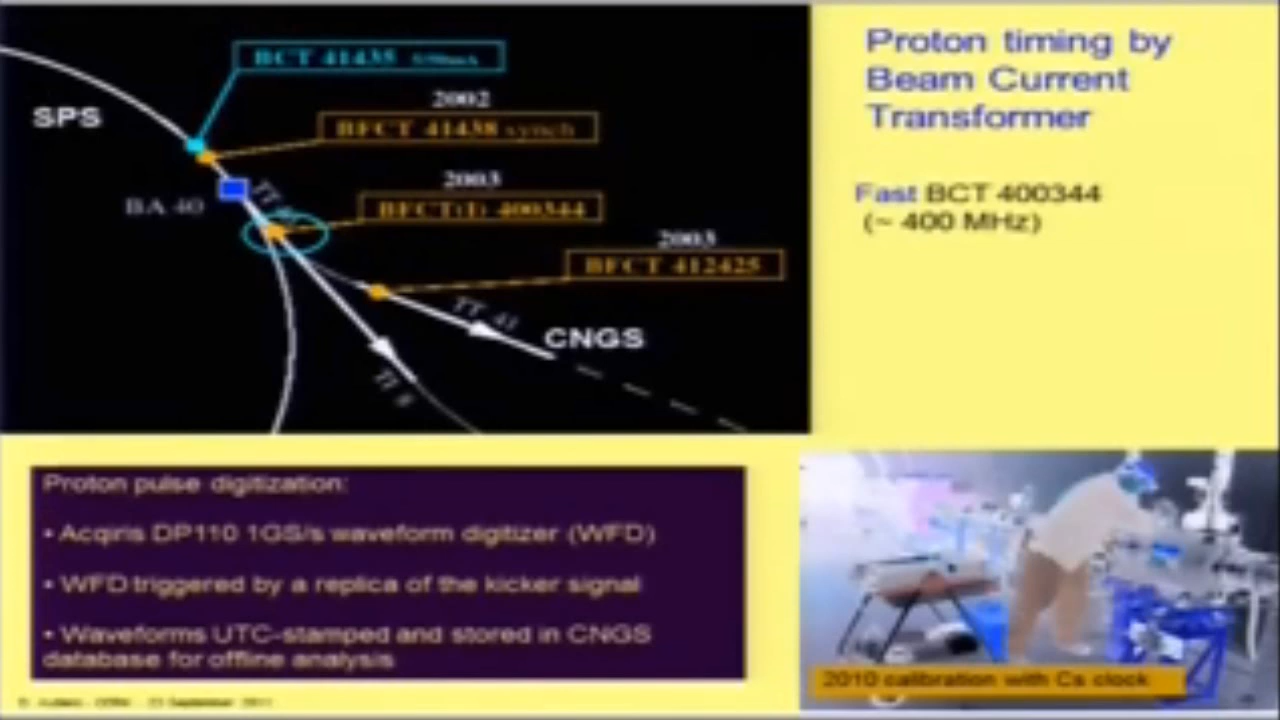 Proton timing by
Beam Current
Transformer
Fast BCT 400344
(~ 400 MHz)
BCT 41435
SPS
2002
BFCT 41438 synch
2003
BA 40
BFCT(I) 400344
2003
BFCT 412425
TT 41
CNGS
TI 8
Proton pulse digitization:
• Acqiris DP110 1GS/s waveform digitizer (WFD)
• WFD triggered by a replica of the kicker signal
• Waveforms UTC-stamped and stored in CNGS
database for offline analysis
2010 calibration with Cs clock
CERN - 23 September 2011